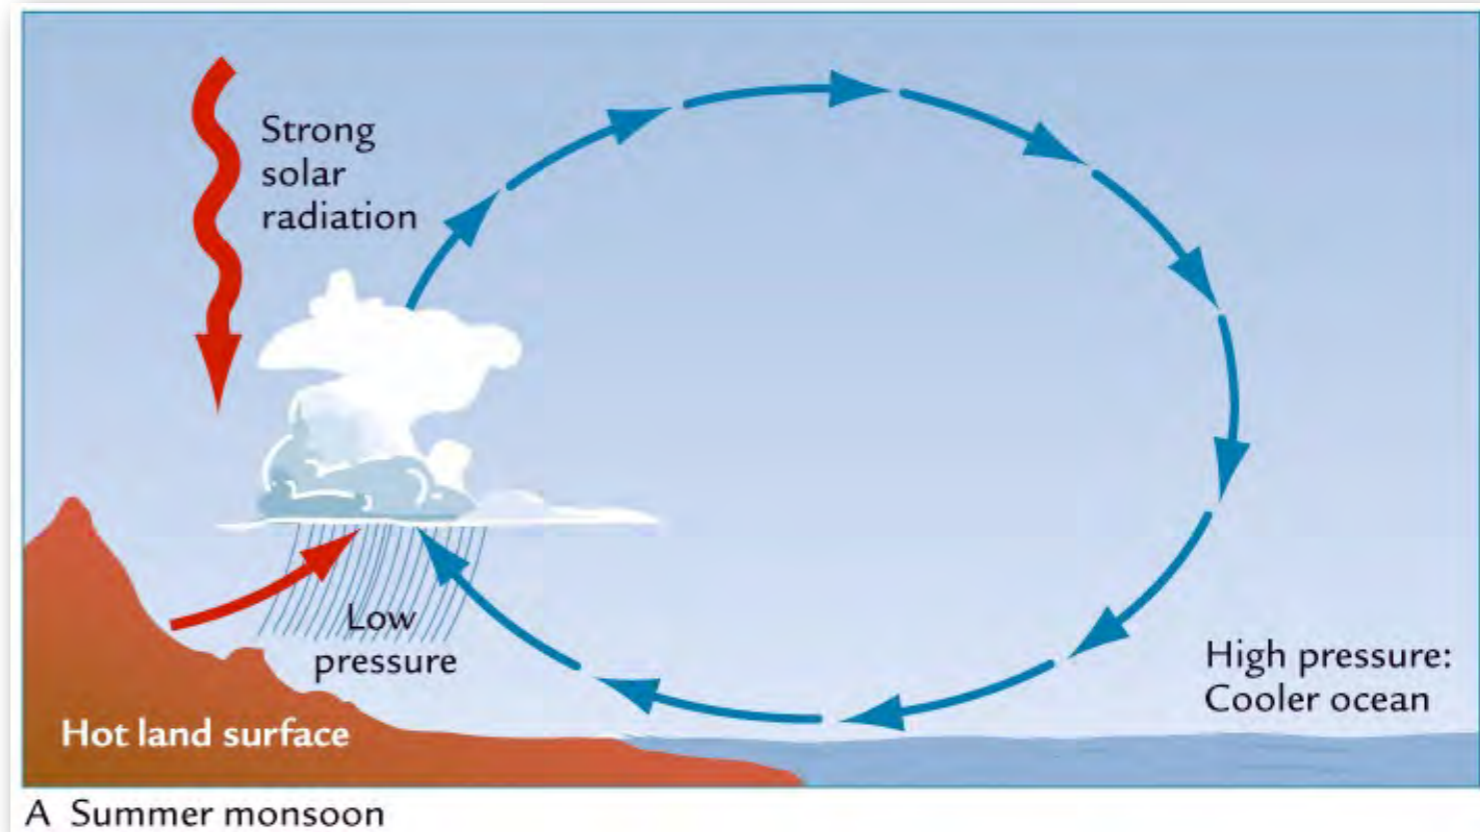 Strong
solar
radiation
Low
pressure
High pressure:
Cooler ocean
Hot land surface
A Summer monsoon